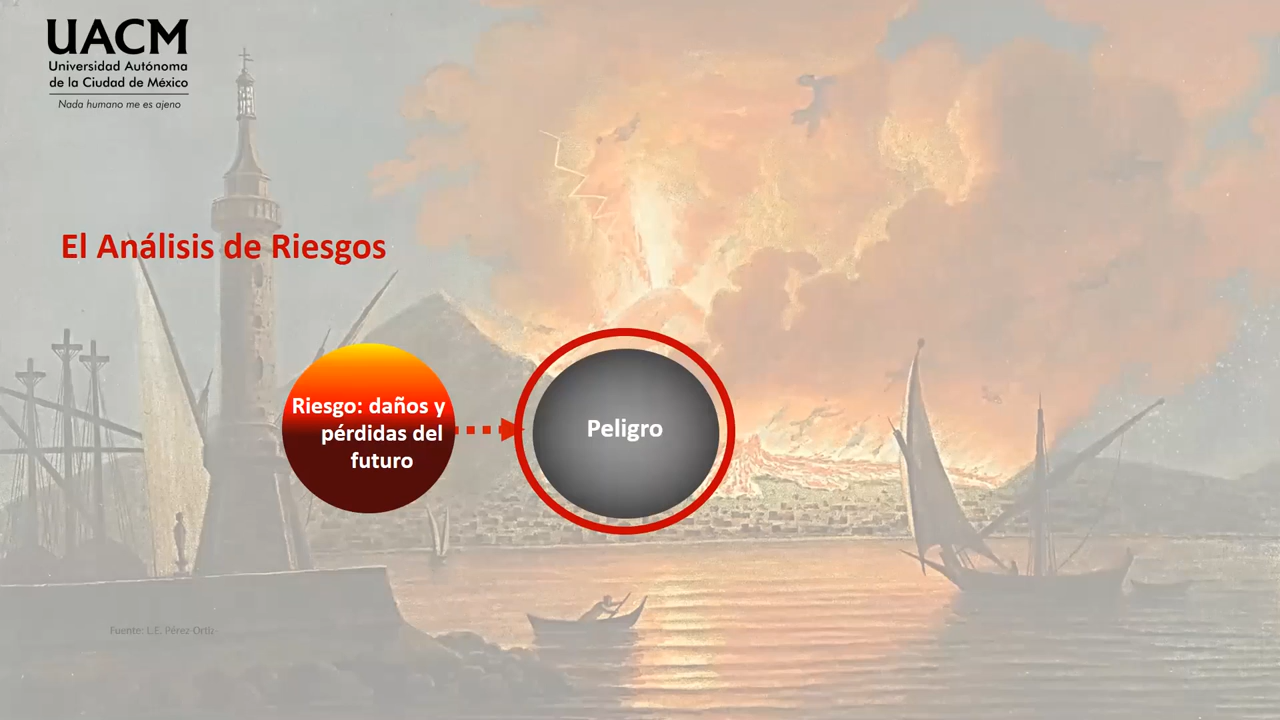 UACM
Universidad Autónoma
de la Ciudad de México
Nada humano me es ajeno
El Análisis de Riesgos
Riesgo: daños y
pérdidas del
futuro
Peligro
Fuente: L.E. Pérez-Ortiz-